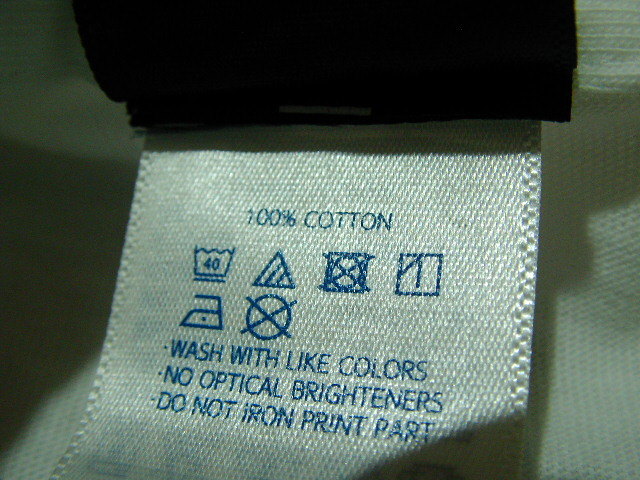 100% COTTON
40
·WASH WITH LIKE COLORS
·NO OPTICAL BRIGHTENERS
·DO NOT IRON PRINT PART